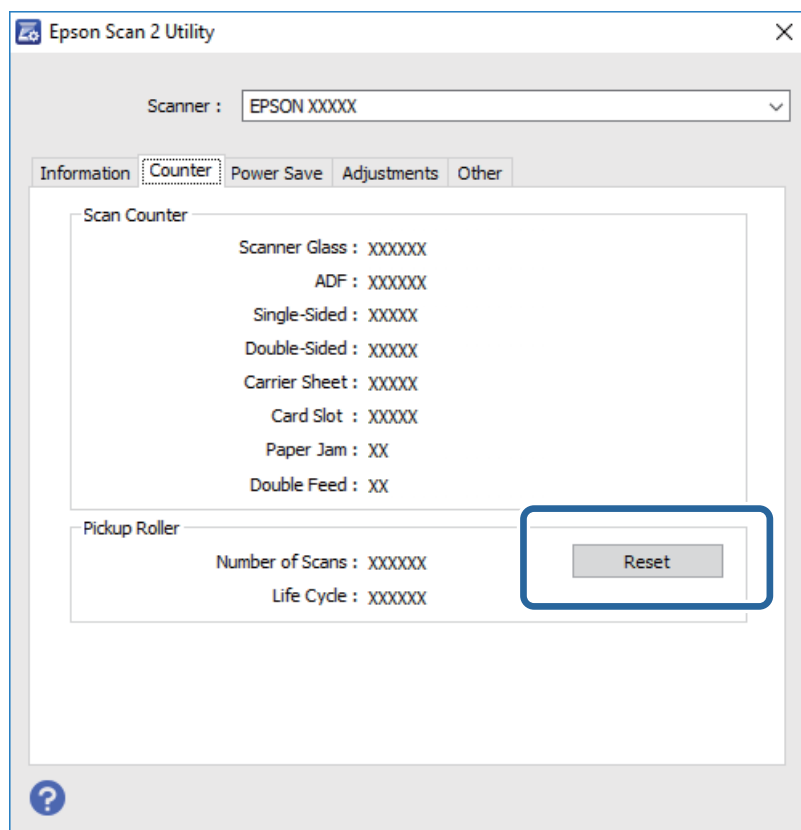 Epson Scan 2 Utility
Scanner : EPSON XXXXX
Information Counter Power Save Adjustments Other
Scan Counter
Scanner Glass : XXXXXX
ADF : XXXXXX
Single-Sided : XXXXX
Double-Sided : XXXXX
Carrier Sheet : XXXXX
Card Slot : XXXXX
Paper Jam : XX
Double Feed : XX
Pickup Roller
Number of Scans : XXXXXX Reset
Life Cycle : XXXXXX
?